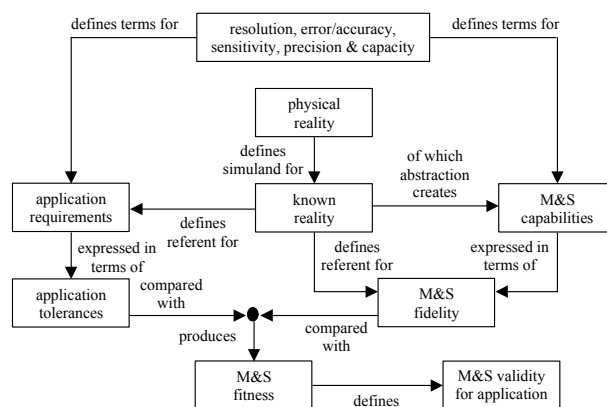 defines terms for
resolution, error/accuracy,
sensitivity, precision & capacity
defines terms for
physical
reality
defines
simuland for
of which
abstraction
creates
application
requirements
known
reality
M&S
capabilities
defines
referent for
expressed in
terms of
defines
referent for
expressed in
terms of
application
tolerances
compared
with
M&S
fidelity
produces
compared
with
M&S
fitness
M&S validity
for application
defines